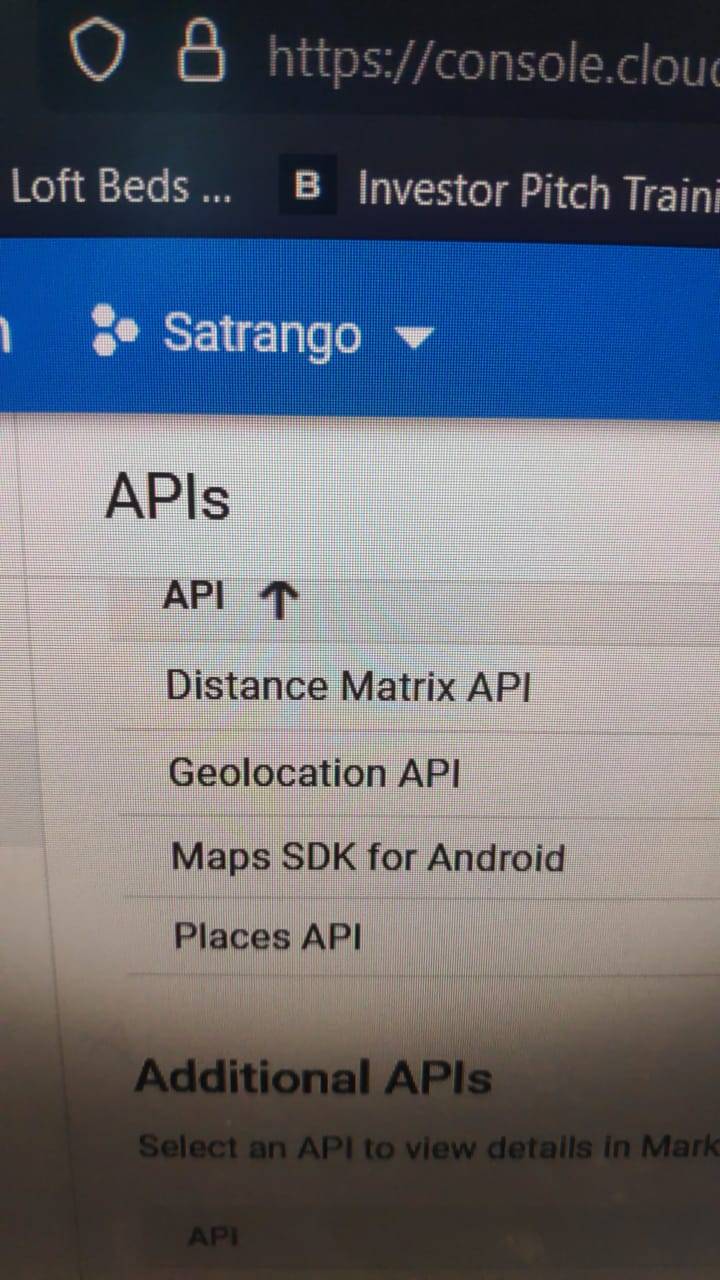 https://console.clou
Loft Beds ... B Investor Pitch Traini
Satrango
APIs
API ↑
Distance Matrix API
Geolocation API
Maps SDK for Android
Places API
Additional APIs
Select an API to view details in Mark
API